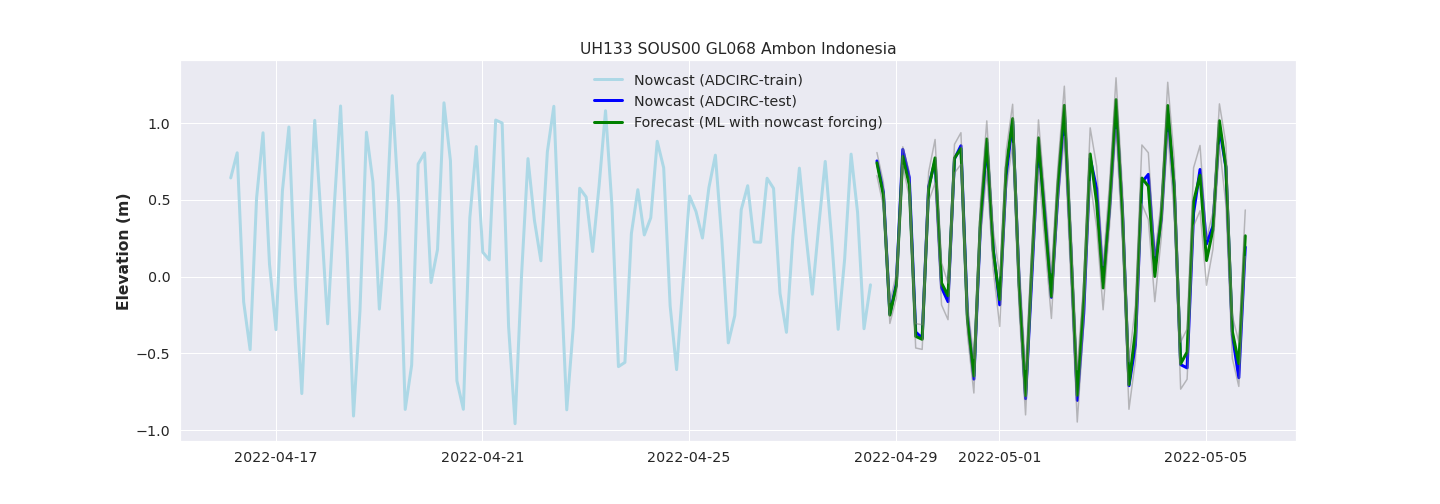 UH133 SOUS00 GL068 Ambon Indonesia
Nowcast (ADCIRC-train)
Nowcast (ADCIRC-test)
Forecast (ML with nowcast forcing)
Elevation (m)
1.0
0.5
0.0
−0.5
−1.0
2022-04-17 2022-04-21 2022-04-25 2022-04-29 2022-05-01 2022-05-05